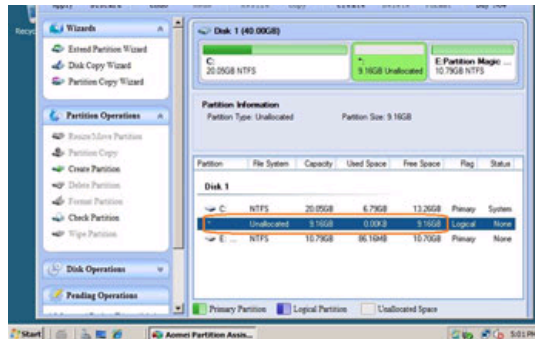 Wizards
Extend Partition Wizard
Disk Copy Wizard
Partition Copy Wizard
Partition Operations
Resize/Move Partition
Partition Copy
Create Partition
Delete Partition
Format Partition
Check Partition
Wipe Partition
Disk Operations
Pending Operations
Disk 1 (40.00GB)
C:
20.05GB NTFS
*:
9.16GB Unallocated
E:Partition Magic ...
10.79GB NTFS
Partition Information
Partition Type: Unallocated Partition Size: 9.16GB
Partition File System Capacity Used Space Free Space Flag Status
Disk 1
C: NTFS 20.05GB 6.79GB 13.26GB Primary System
*: Unallocated 9.16GB 0.00KB 9.16GB Logical None
E: ... NTFS 10.79GB 86.16MB 10.70GB Primary None
Primary Partition Logical Partition Unallocated Space
Start Aomei Partition Assis... 5:01 PM